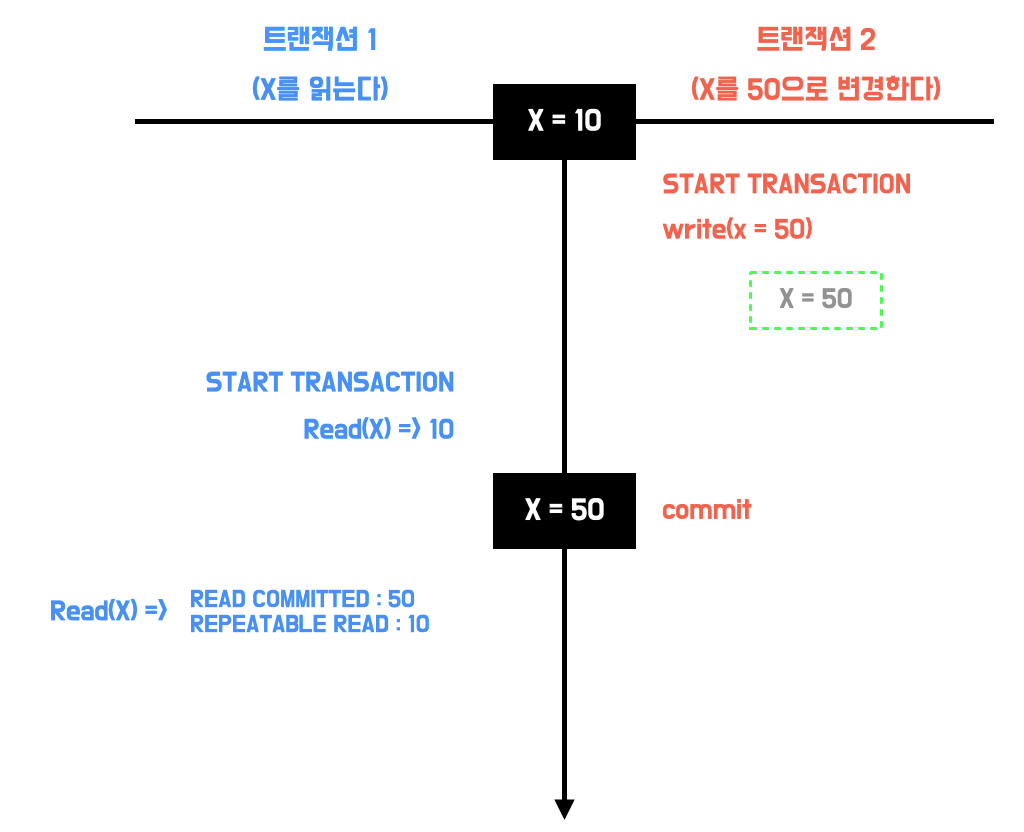 트랜잭션 1
(X를 읽는다)
트랜잭션 2
(X를 50으로 변경한다)
X = 10
START TRANSACTION
write(x = 50)
X = 50
START TRANSACTION
Read(X) => 10
X = 50
commit
Read(X) =>
READ COMMITTED : 50
REPEATABLE READ : 10